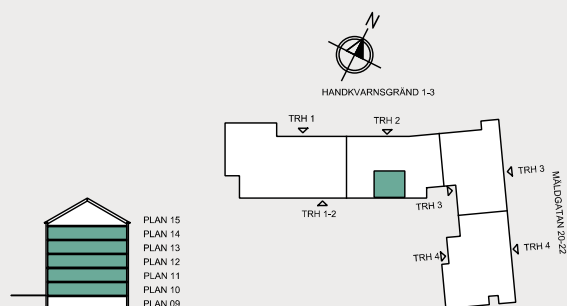 N
HANDKVARNSGRÄND 1-3
TRH 1
TRH 2
TRH 3
TRH 3
TRH 1-2
MÄLDGATAN 20-22
TRH 4
TRH 4
PLAN 15
PLAN 14
PLAN 13
PLAN 12
PLAN 11
PLAN 10
PLAN 09